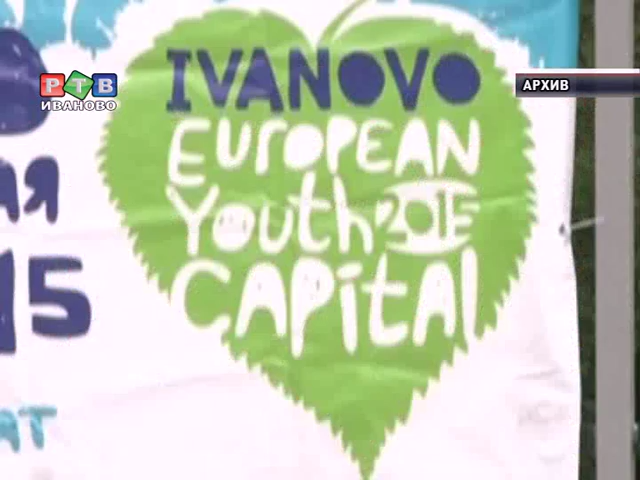 РТВ
ИВАНОВО
АРХИВ
IVANOVO
EUROPEAN
Youth 2015
CAPITAL
АЯ
15
АТ